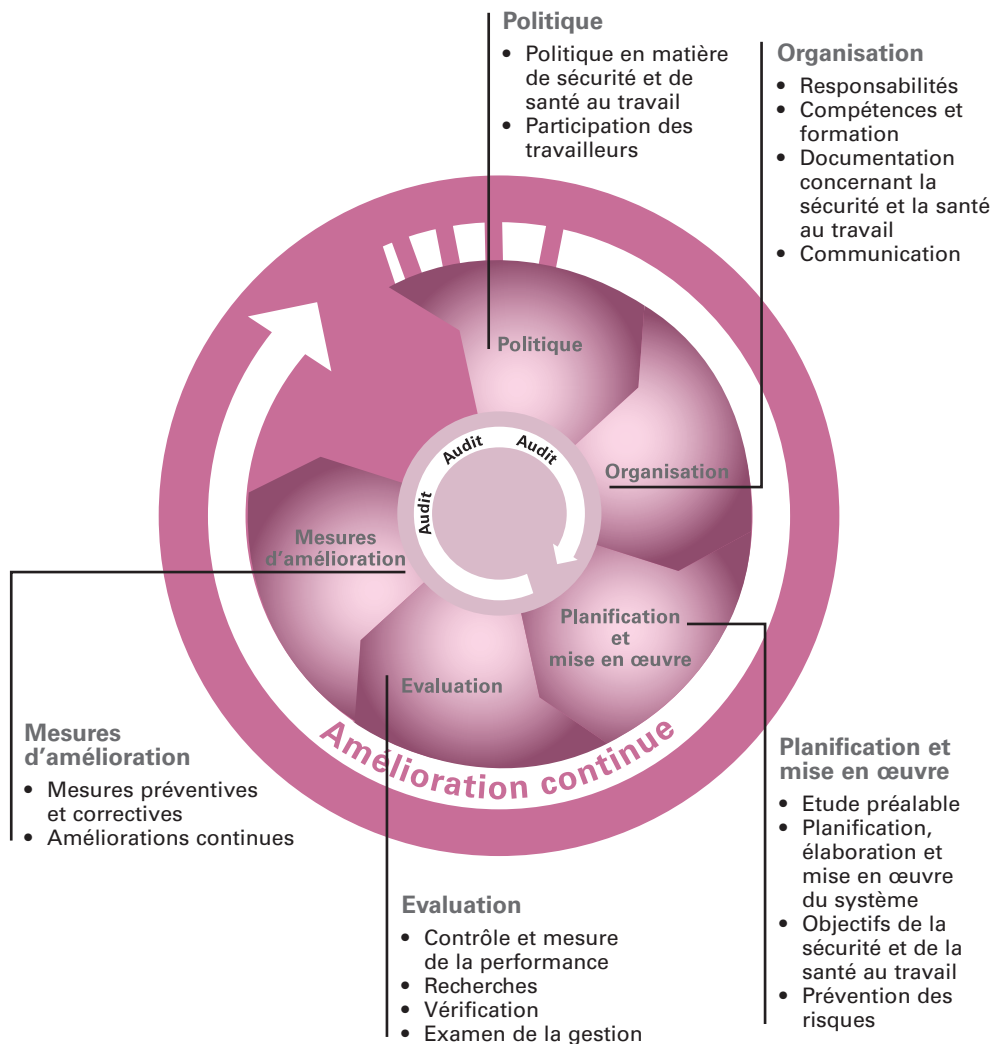 Politique
• Politique en matière
de sécurité et de
santé au travail
• Participation des
travailleurs
Organisation
• Responsabilités
• Compétences et
formation
• Documentation
concernant la
sécurité et la santé
au travail
• Communication
Politique
Organisation
Planification
et
mise en œuvre
Evaluation
Mesures
d'amélioration
Audit
Audit
Audit
Amélioration continue
Mesures
d'amélioration
• Mesures préventives
et correctives
• Améliorations continues
Evaluation
• Contrôle et mesure
de la performance
• Recherches
• Vérification
• Examen de la gestion
Planification et
mise en œuvre
• Etude préalable
• Planification,
élaboration et
mise en œuvre
du système
• Objectifs de la
sécurité et de la
santé au travail
• Prévention des
risques